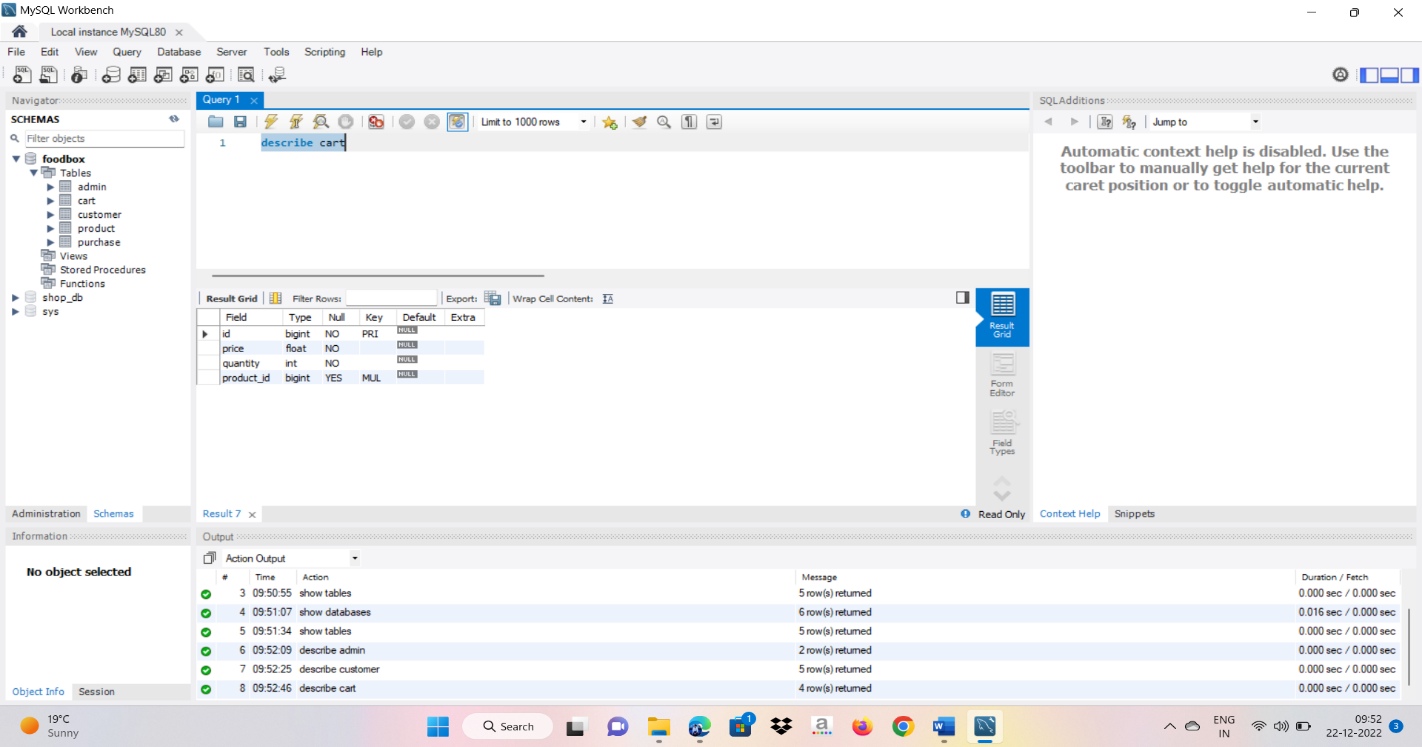 MySQL Workbench
Local instance MySQL80
File Edit View Query Database Server Tools Scripting Help
Navigator
SCHEMAS
Filter objects
foodbox
Tables
admin
cart
customer
product
purchase
Views
Stored Procedures
Functions
shop_db
sys
Administration Schemas
Information
No object selected
Object Info Session
Query 1
Limit to 1000 rows
1 describe cart
Result Grid Filter Rows: Export: Wrap Cell Content:
Field Type Null Key Default Extra
id bigint NO PRI NULL
price float NO NULL
quantity int NO NULL
product_id bigint YES MUL NULL
Result Grid
Form Editor
Field Types
Result 7
Read Only
SQLAdditions
Jump to
Automatic context help is disabled. Use the
toolbar to manually get help for the current
caret position or to toggle automatic help.
Context Help Snippets
Output
Action Output
# Time Action Message Duration / Fetch
3 09:50:55 show tables 5 row(s) returned 0.000 sec / 0.000 sec
4 09:51:07 show databases 6 row(s) returned 0.016 sec / 0.000 sec
5 09:51:34 show tables 5 row(s) returned 0.000 sec / 0.000 sec
6 09:52:09 describe admin 2 row(s) returned 0.000 sec / 0.000 sec
7 09:52:25 describe customer 5 row(s) returned 0.000 sec / 0.000 sec
8 09:52:46 describe cart 4 row(s) returned 0.000 sec / 0.000 sec
19°C
Sunny
Search
1
ENG
IN
09:52
22-12-2022
3